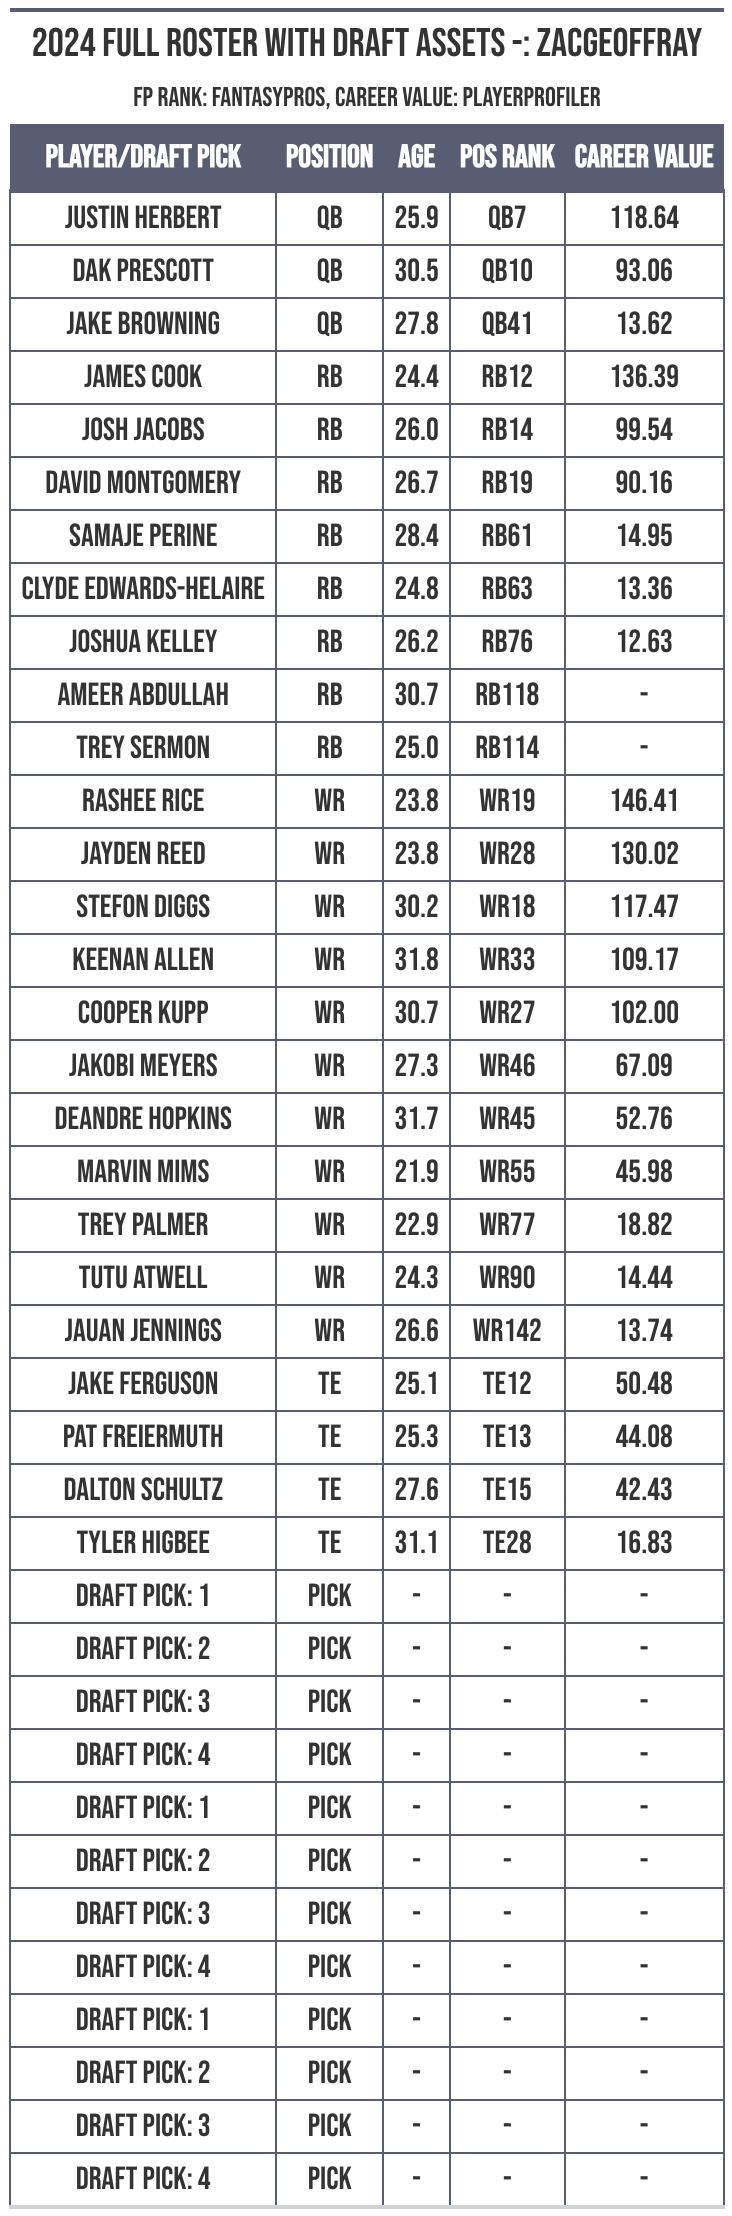 2024 FULL ROSTER WITH DRAFT ASSETS -: ZACGEOFFRAY
FP RANK: FANTASYPROS, CAREER VALUE: PLAYERPROFILER
PLAYER/DRAFT PICK POSITION AGE POS RANK CAREER VALUE
JUSTIN HERBERT QB 25.9 QB7 118.64
DAK PRESCOTT QB 30.5 QB10 93.06
JAKE BROWNING QB 27.8 QB41 13.62
JAMES COOK RB 24.4 RB12 136.39
JOSH JACOBS RB 26.0 RB14 99.54
DAVID MONTGOMERY RB 26.7 RB19 90.16
SAMAJE PERINE RB 28.4 RB61 14.95
CLYDE EDWARDS-HELAIRE RB 24.8 RB63 13.36
JOSHUA KELLEY RB 26.2 RB76 12.63
AMEER ABDULLAH RB 30.7 RB118 -
TREY SERMON RB 25.0 RB114 -
RASHEE RICE WR 23.8 WR19 146.41
JAYDEN REED WR 23.8 WR28 130.02
STEFON DIGGS WR 30.2 WR18 117.47
KEENAN ALLEN WR 31.8 WR33 109.17
COOPER KUPP WR 30.7 WR27 102.00
JAKOBI MEYERS WR 27.3 WR46 67.09
DEANDRE HOPKINS WR 31.7 WR45 52.76
MARVIN MIMS WR 21.9 WR55 45.98
TREY PALMER WR 22.9 WR77 18.82
TUTU ATWELL WR 24.3 WR90 14.44
JAUAN JENNINGS WR 26.6 WR142 13.74
JAKE FERGUSON TE 25.1 TE12 50.48
PAT FREIERMUTH TE 25.3 TE13 44.08
DALTON SCHULTZ TE 27.6 TE15 42.43
TYLER HIGBEE TE 31.1 TE28 16.83
DRAFT PICK: 1 PICK - - -
DRAFT PICK: 2 PICK - - -
DRAFT PICK: 3 PICK - - -
DRAFT PICK: 4 PICK - - -
DRAFT PICK: 1 PICK - - -
DRAFT PICK: 2 PICK - - -
DRAFT PICK: 3 PICK - - -
DRAFT PICK: 4 PICK - - -
DRAFT PICK: 1 PICK - - -
DRAFT PICK: 2 PICK - - -
DRAFT PICK: 3 PICK - - -
DRAFT PICK: 4 PICK - - -